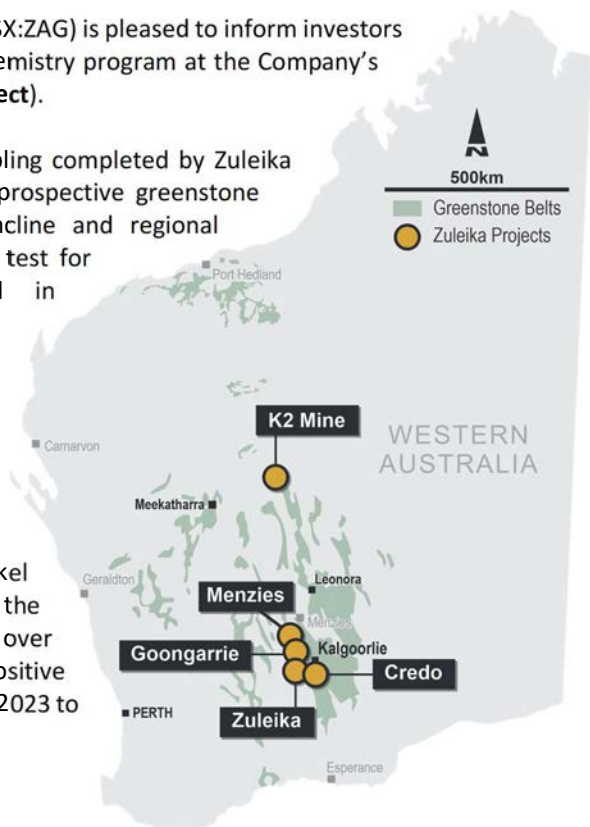 SX:ZAG) is pleased to inform investors
emistry program at the Company's
ect).
pling completed by Zuleika
prospective greenstone
ncline and regional
test for
in
kel
the
over
ositive
2023 to
N
500km
Greenstone Belts
Zuleika Projects
Port Hedland
K2 Mine
WESTERN
AUSTRALIA
Carnarvon
Meekatharra
Geraldton
Leonora
Menzies
Menzies
Kalgoorlie
Goongarrie
Credo
Zuleika
PERTH
Esperance